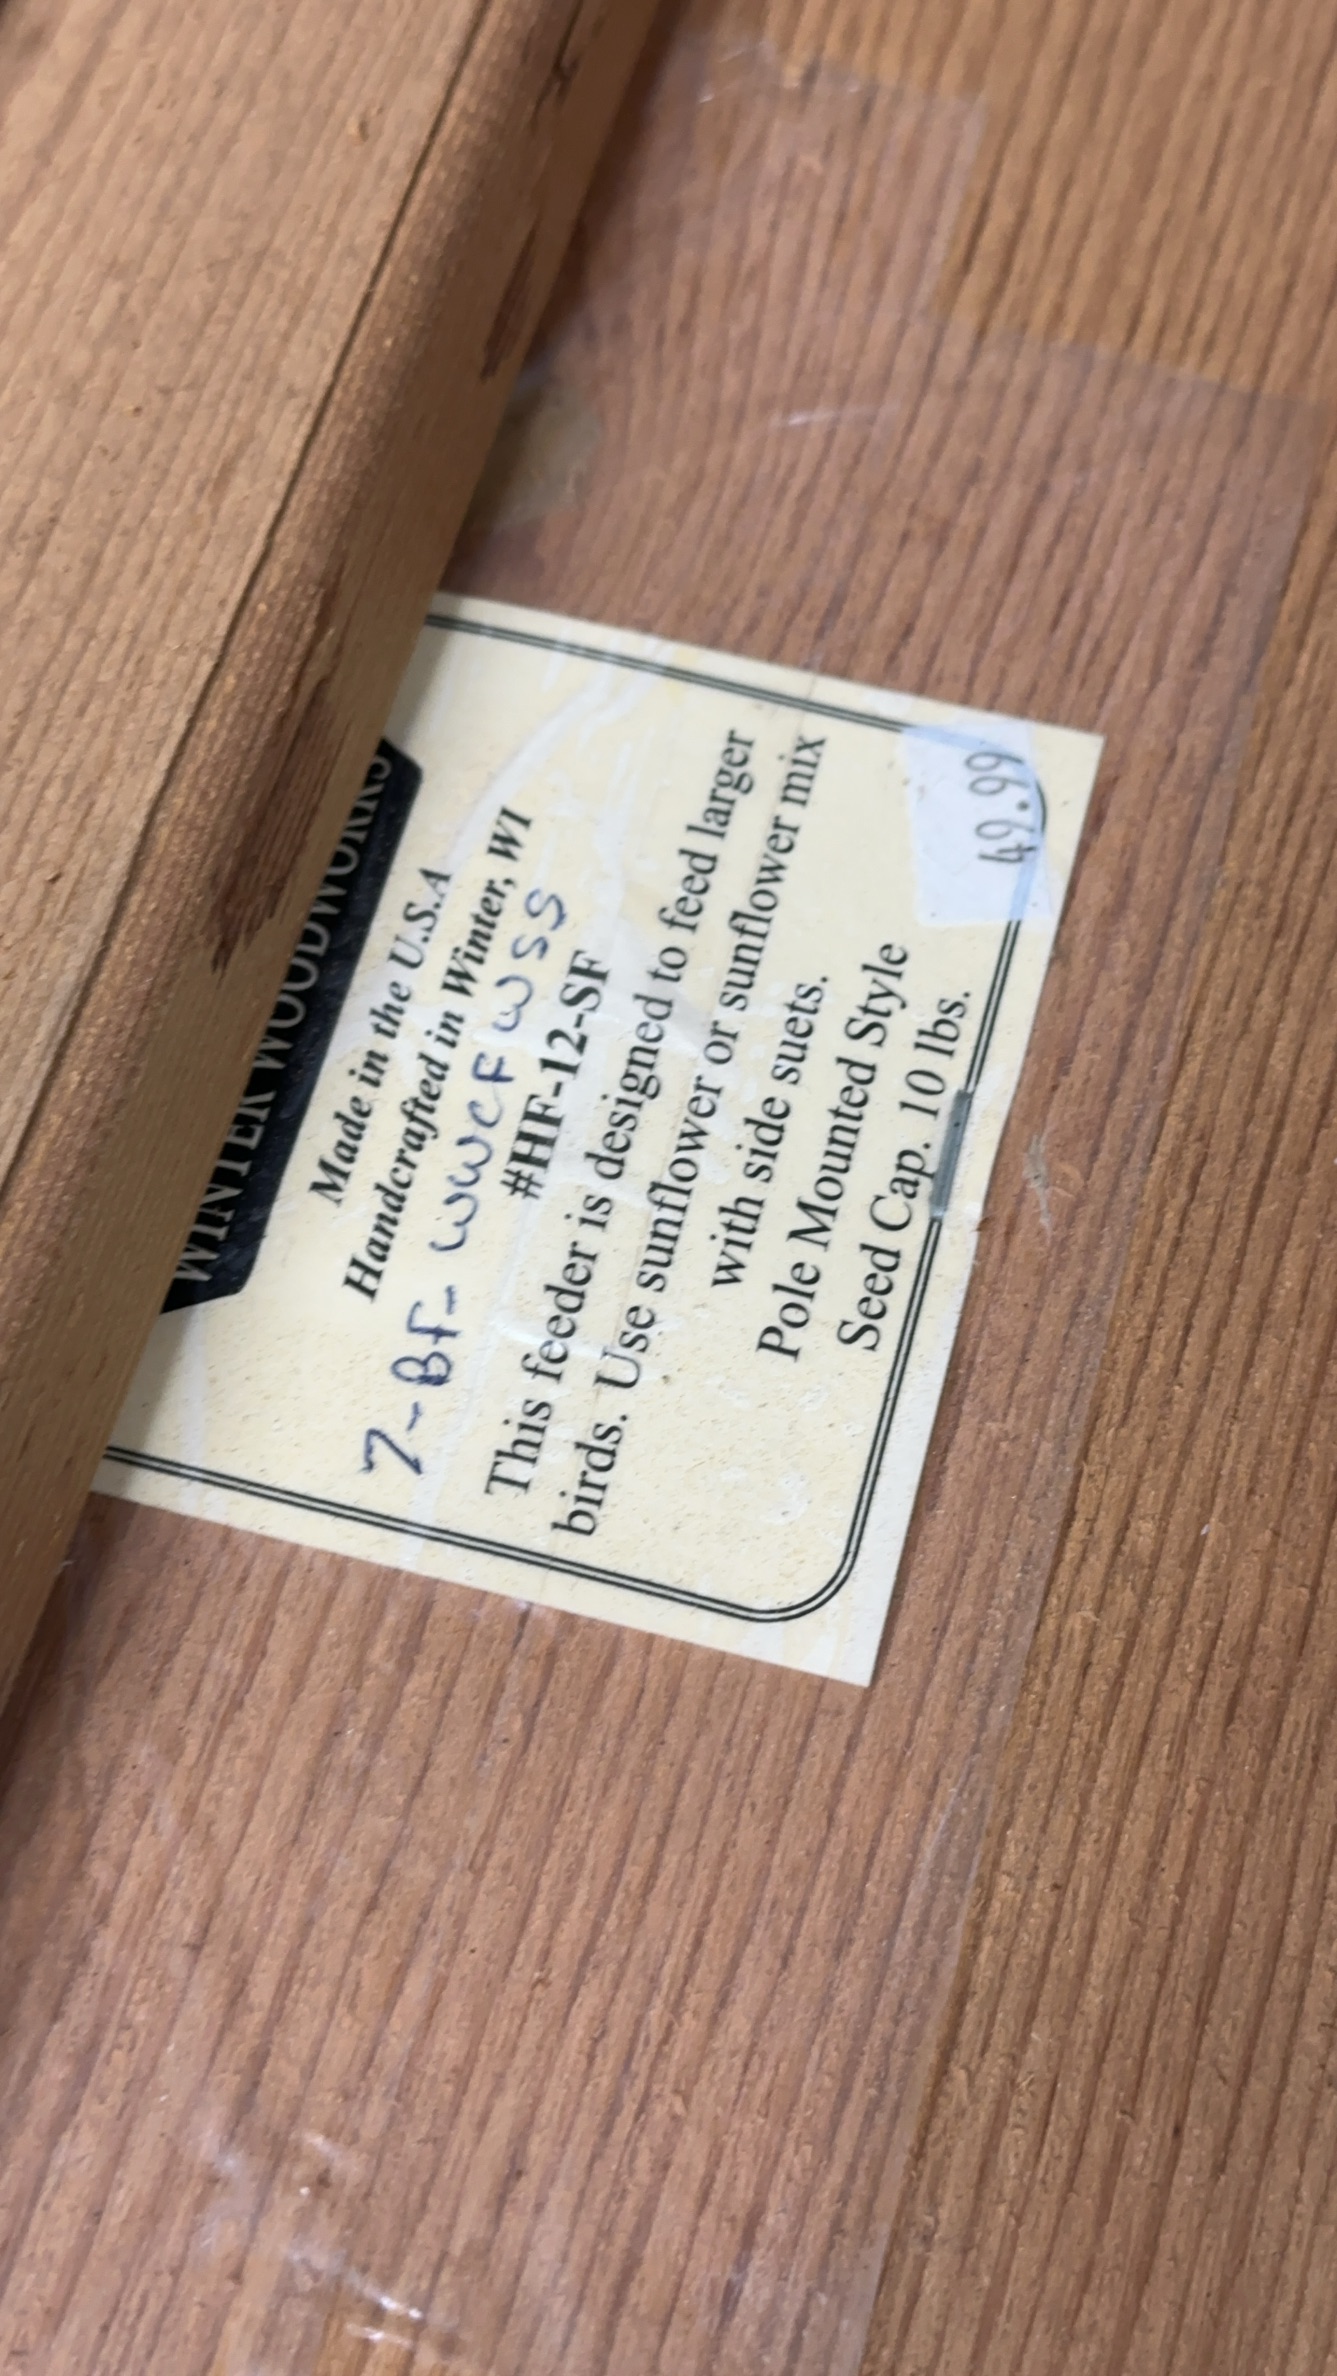 WINTER WOODWORKS
Made in the U.S.A
Handcrafted in Winter, WI
7-BF-WWCFWSS
#HF-12-SF
This feeder is designed to feed larger
birds. Use sunflower or sunflower mix
with side suets.
Pole Mounted Style
Seed Cap. 10 lbs.
49.99